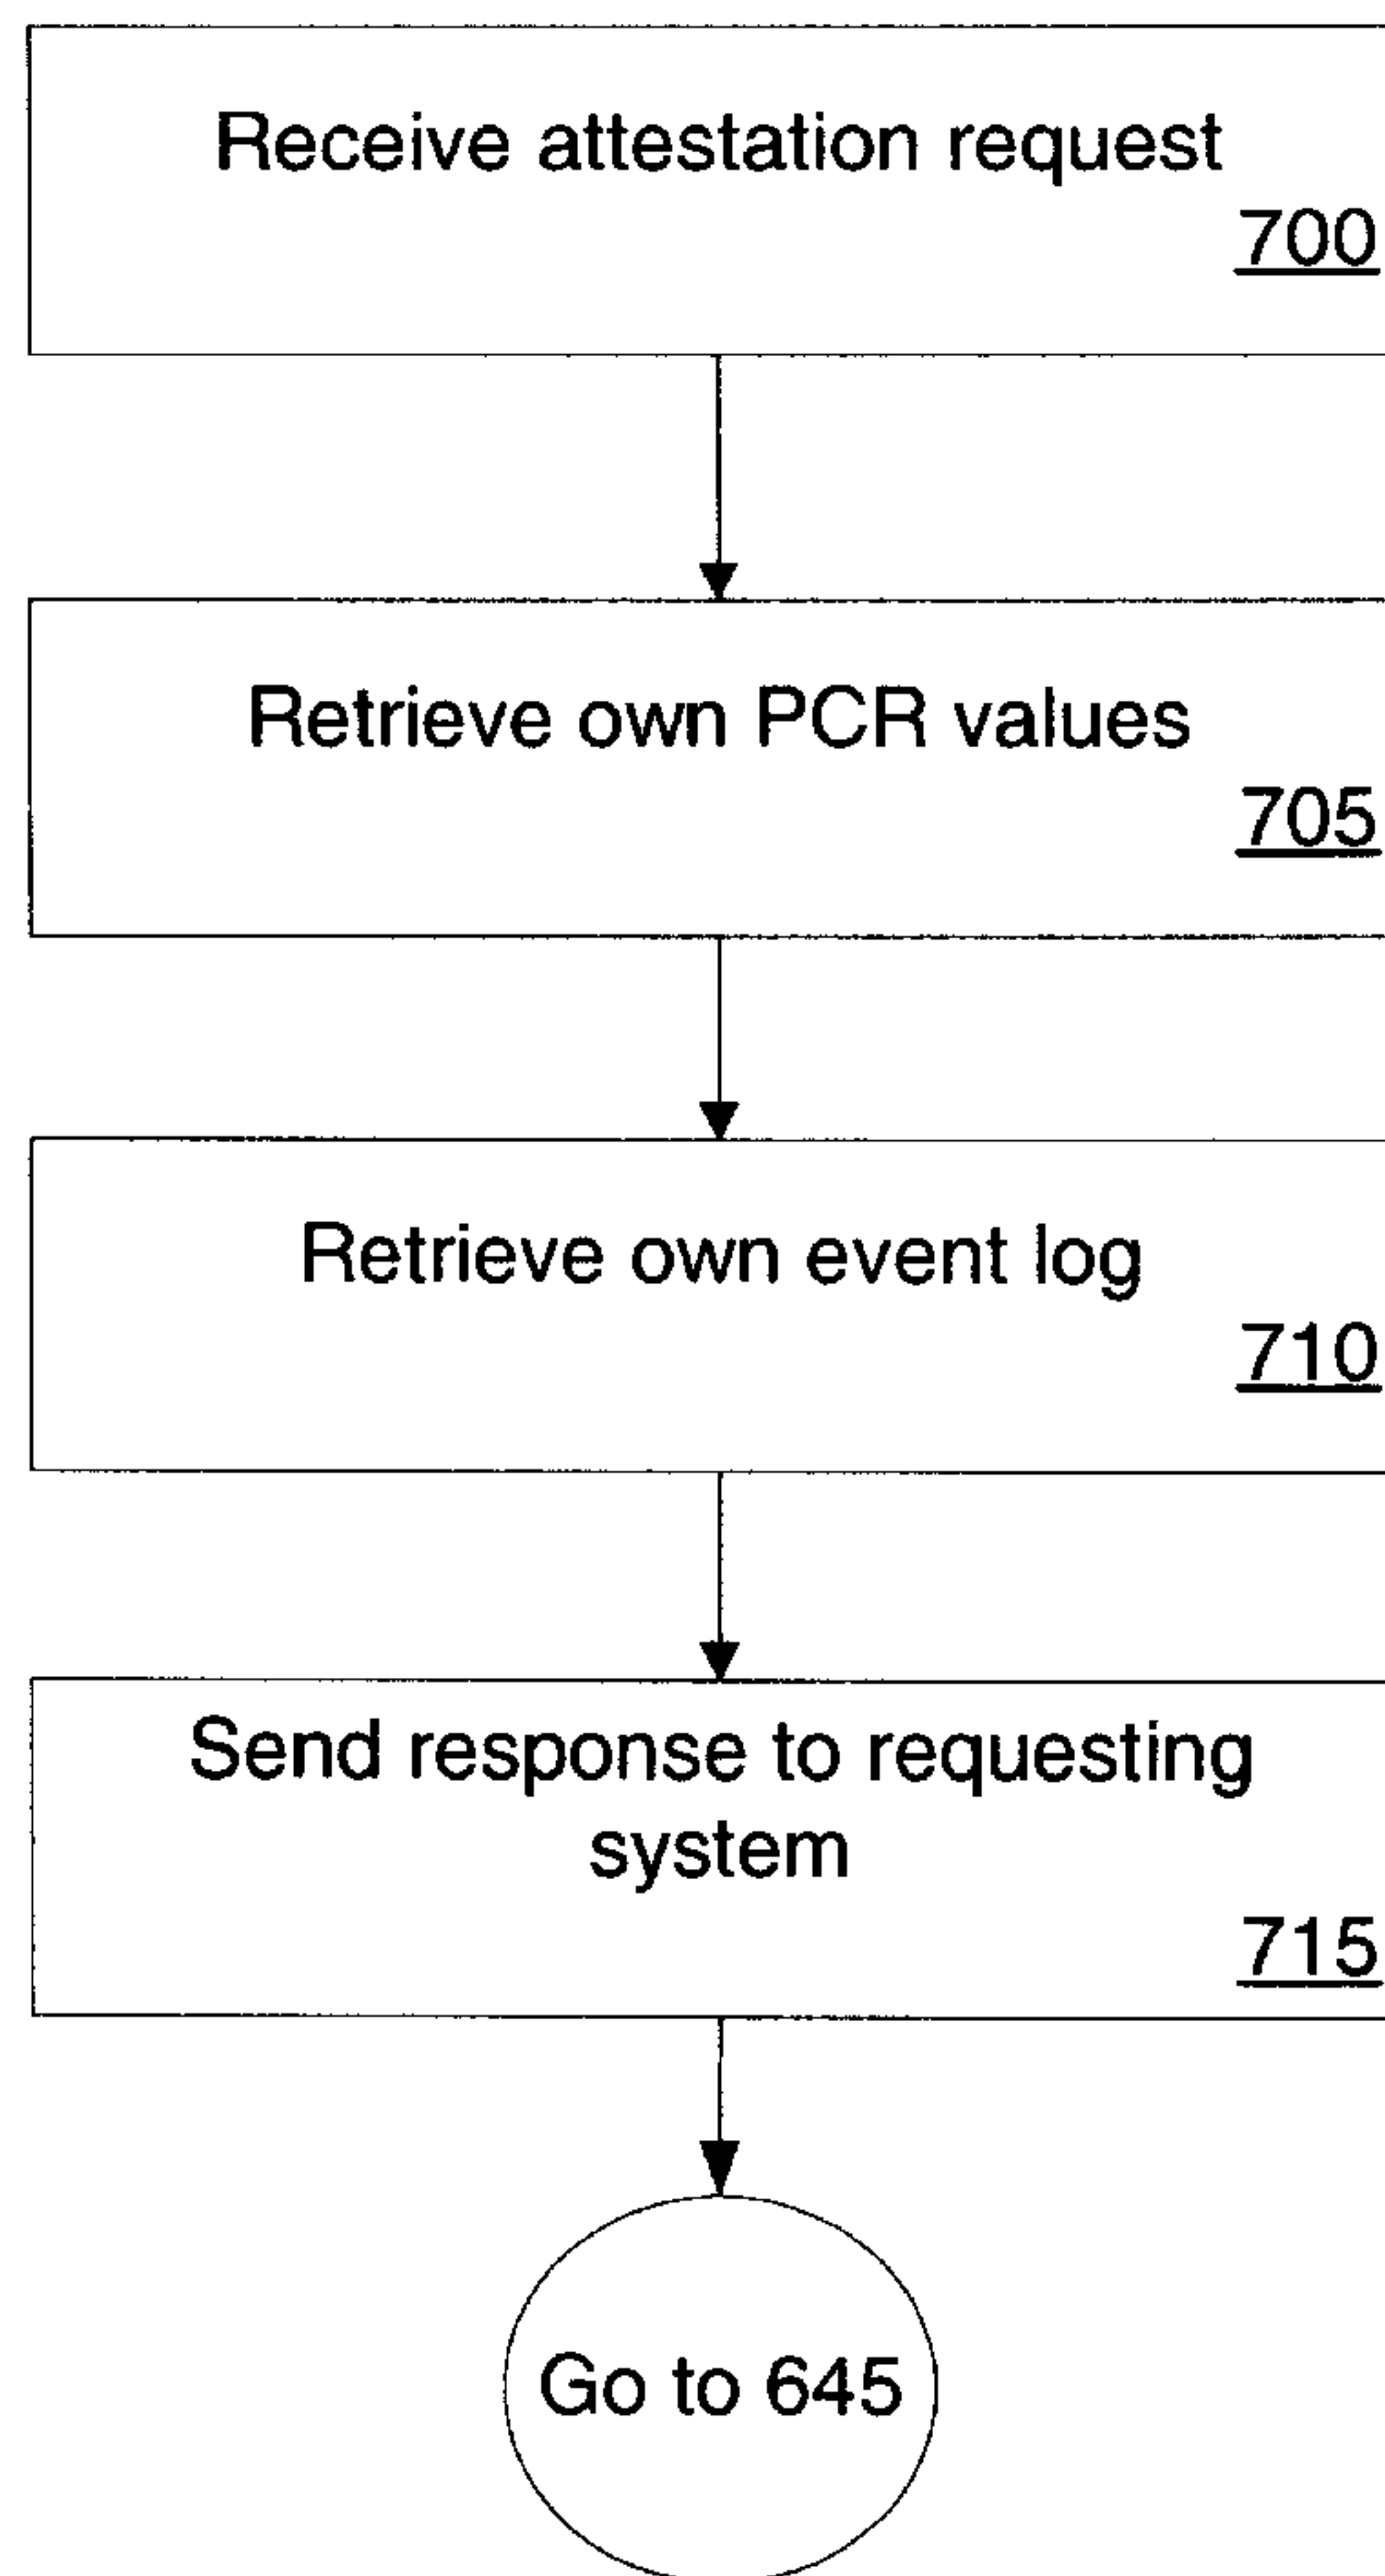 Receive attestation request
700
Retrieve own PCR values
705
Retrieve own event log
710
Send response to requesting
system
715
Go to 645